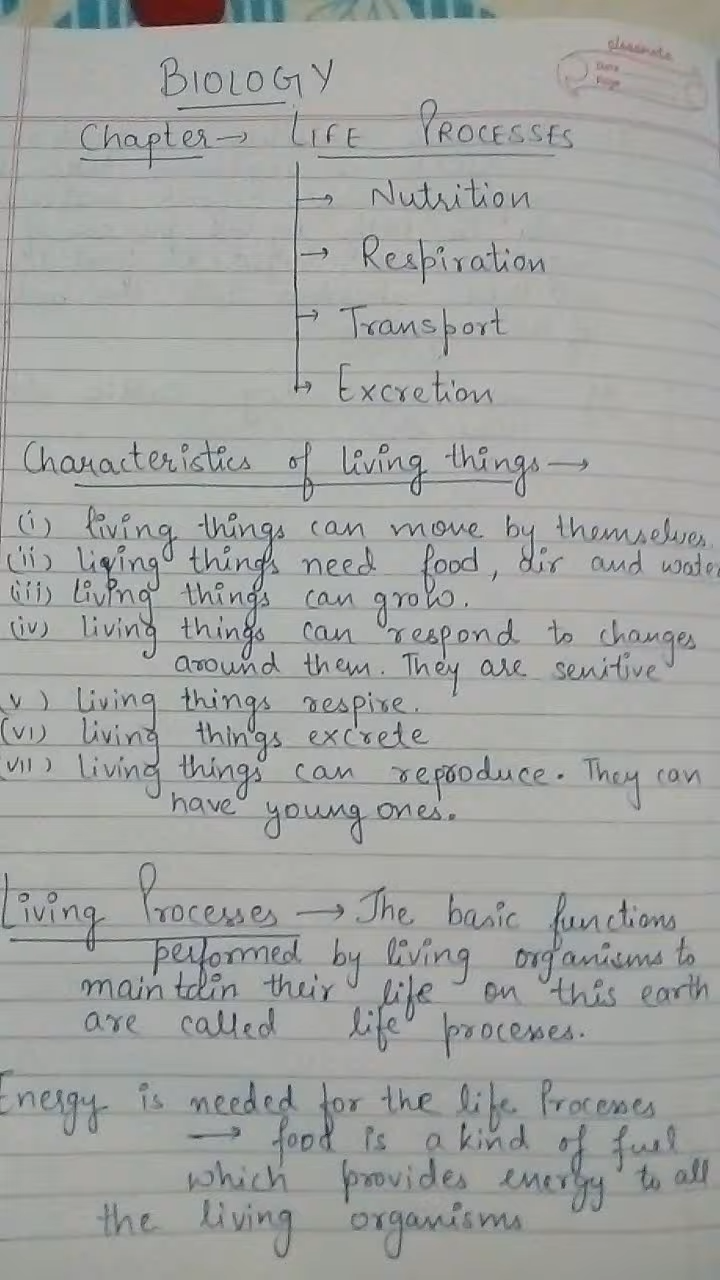 classmate
Date
Page
BIOLOGY
Chapter → LIFE PROCESSES
→ Nutrition
→ Respiration
→ Transport
→ Excretion
Characteristics of living things →
(i) living things can move by themselves.
(ii) living things need food, air and water
(iii) living things can grow.
(iv) living things can respond to changes
around them. They are senitive
(v) living things respire.
(vi) living things excrete
(vii) living things can reproduce. They can
have young ones.
Living Processes → The basic functions
performed by living organisms to
maintain their life on this earth
are called life processes.
Energy is needed for the life Processes
→ food is a kind of fuel
which provides energy to all
the living organisms